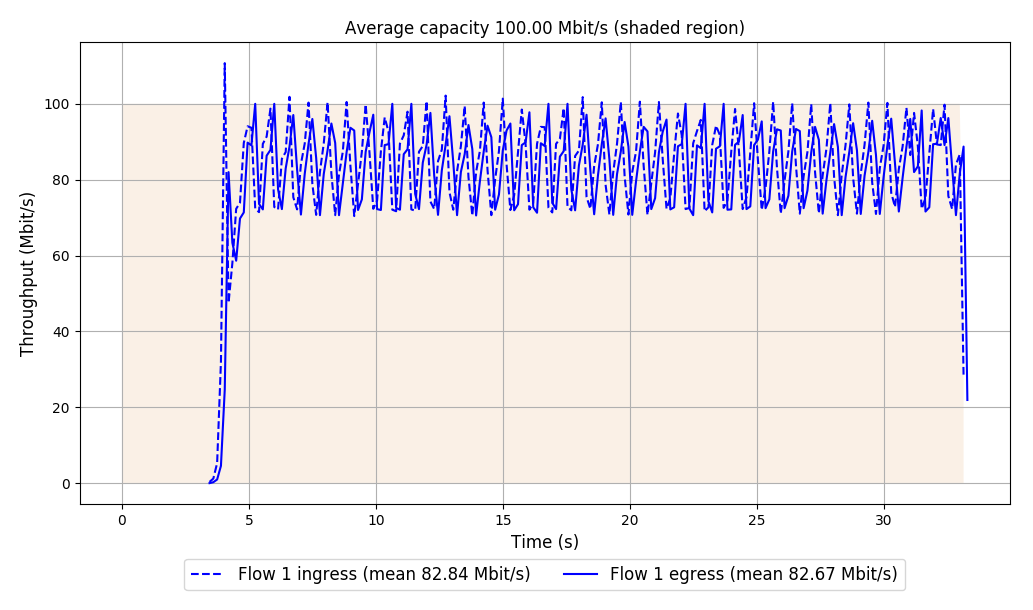 Average capacity 100.00 Mbit/s (shaded region)
Throughput (Mbit/s)
100
80
60
40
20
0
0 5 10 15 20 25 30
Time (s)
Flow 1 ingress (mean 82.84 Mbit/s) Flow 1 egress (mean 82.67 Mbit/s)